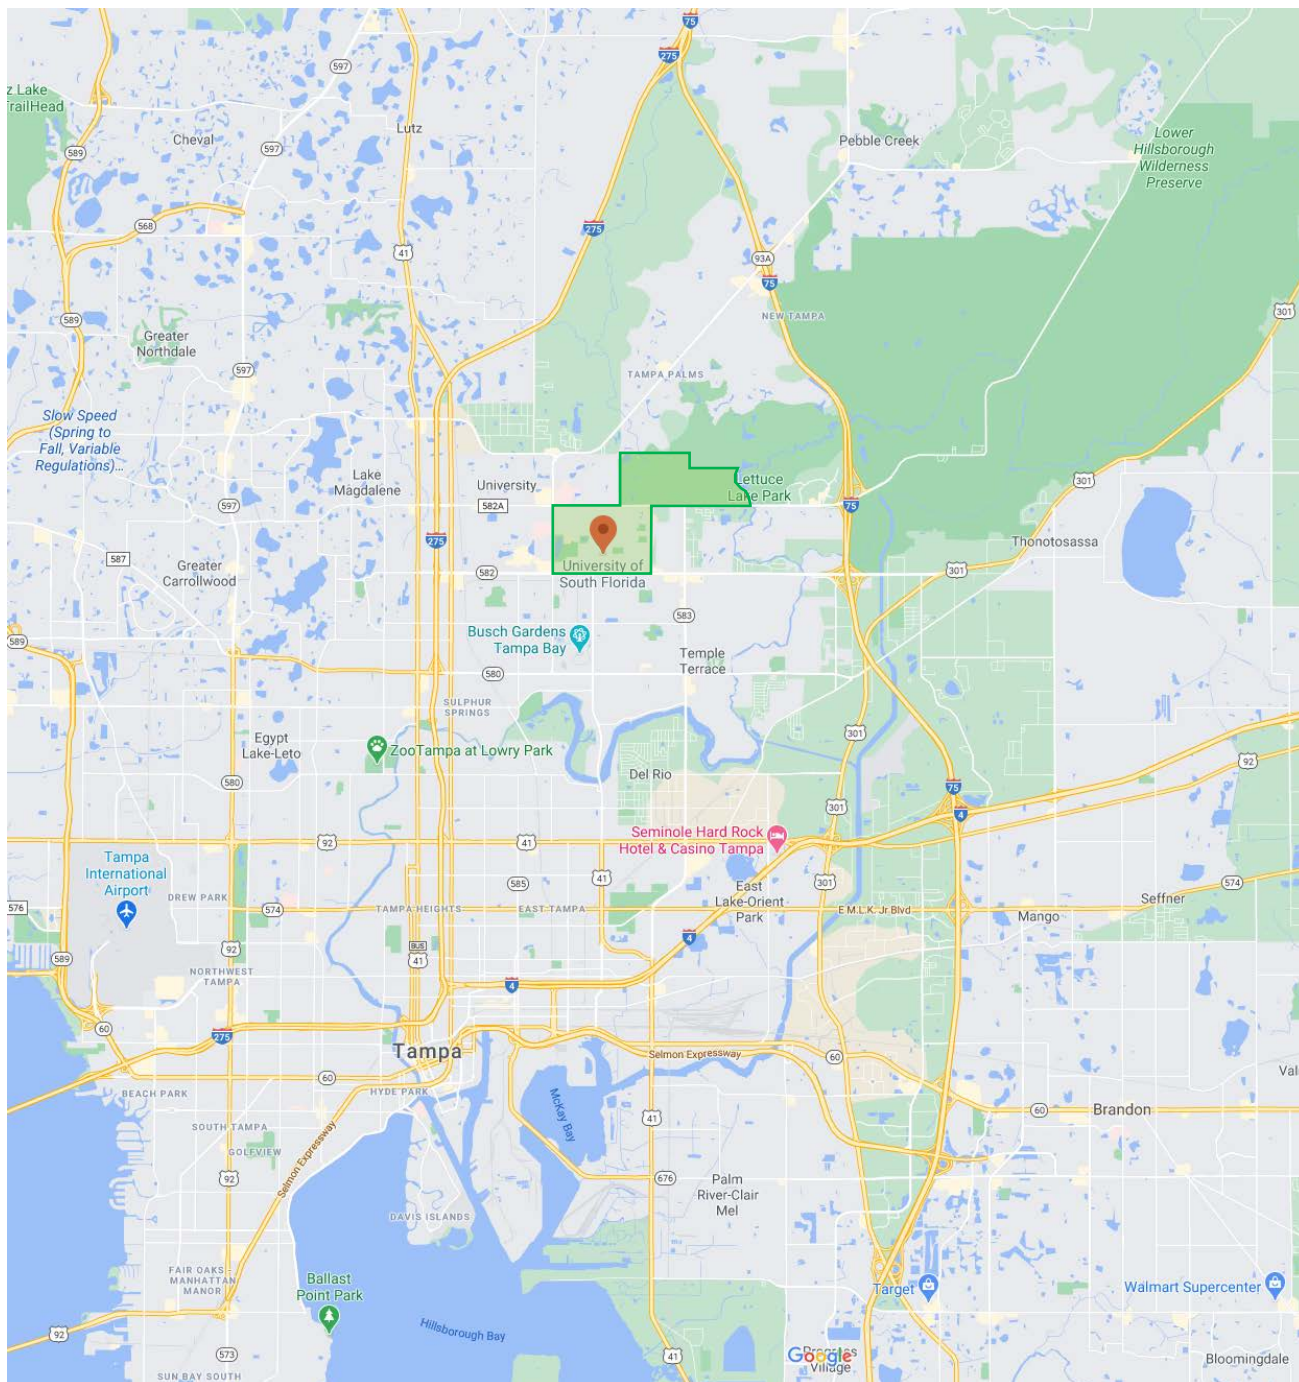 75
275
597
z Lake
TrailHead
Cheval
Lutz
597
589
Pebble Creek
Lower
Hillsborough
Wilderness
Preserve
568
275
41
93A
75
301
589
NEW TAMPA
Greater
Northdale
597
TAMPA PALMS
Slow Speed
(Spring to
Fall, Variable
Regulations)...
Lake
Magdalene
University
Lettuce
Lake Park
301
597
582A
75
275
587
Greater
Carrollwood
582
University of
South Florida
Thonotosassa
301
583
589
Busch Gardens
Tampa Bay
Temple
Terrace
580
SULPHUR
SPRINGS
Egypt
Lake-Leto
ZooTampa at Lowry Park
301
92
Del Rio
580
75
301
4
92
41
Seminole Hard Rock
Hotel & Casino Tampa
Tampa
International
Airport
585
41
301
574
DREW PARK
East
Lake-Orient
Park
576
574
TAMPA HEIGHTS
EAST TAMPA
E M.L.K. Jr Blvd
Mango
Seffner
4
92
BUS
41
589
NORTHWEST
TAMPA
4
60
275
Tampa
Selmon Expressway
60
60
Val
BEACH PARK
HYDE PARK
McKay Bay
41
60
Brandon
SOUTH TAMPA
GOLFVIEW
Selmon Expressway
92
676
Palm
River-Clair
Mel
DAVIS ISLANDS
FAIR OAKS -
MANHATTAN
MANOR
Ballast
Point Park
Target
Walmart Supercenter
92
Hillsborough Bay
573
41
Google
Progress
Village
Bloomingdale
SUN BAY SOUTH